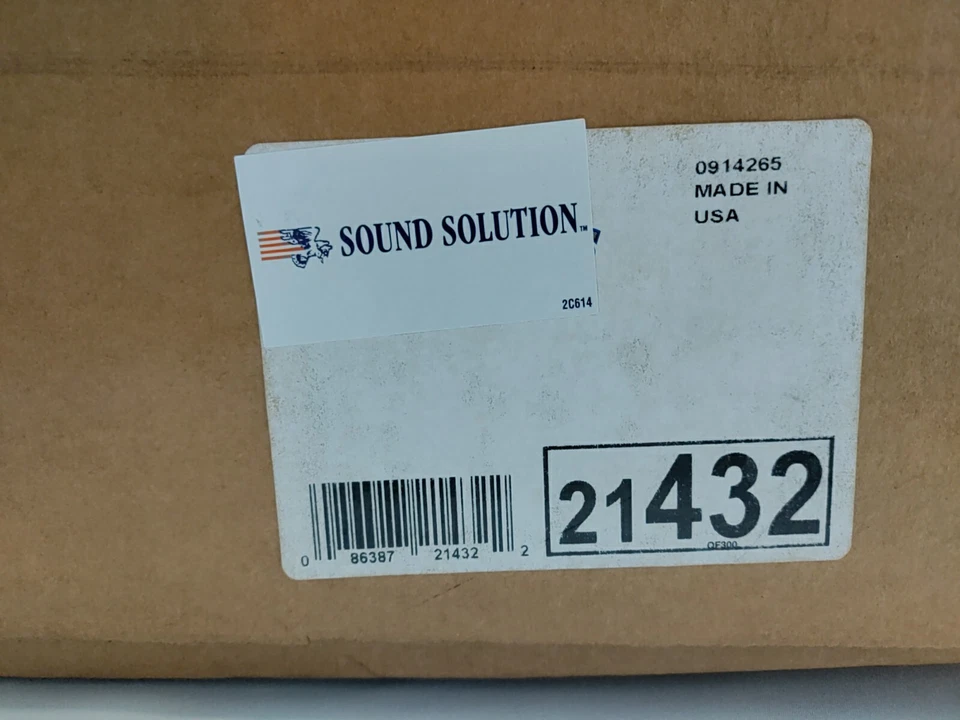 0914265
MADE IN
USA
SOUND SOLUTION™
2C614
21432
QF300
0 86387 21432 2